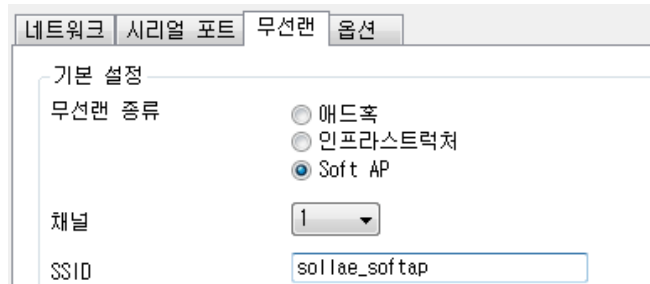 네트워크 시리얼 포트 무선랜 옵션
기본 설정
무선랜 종류 애드혹
인프라스트럭처
Soft AP
채널 1
SSID sollae_softap